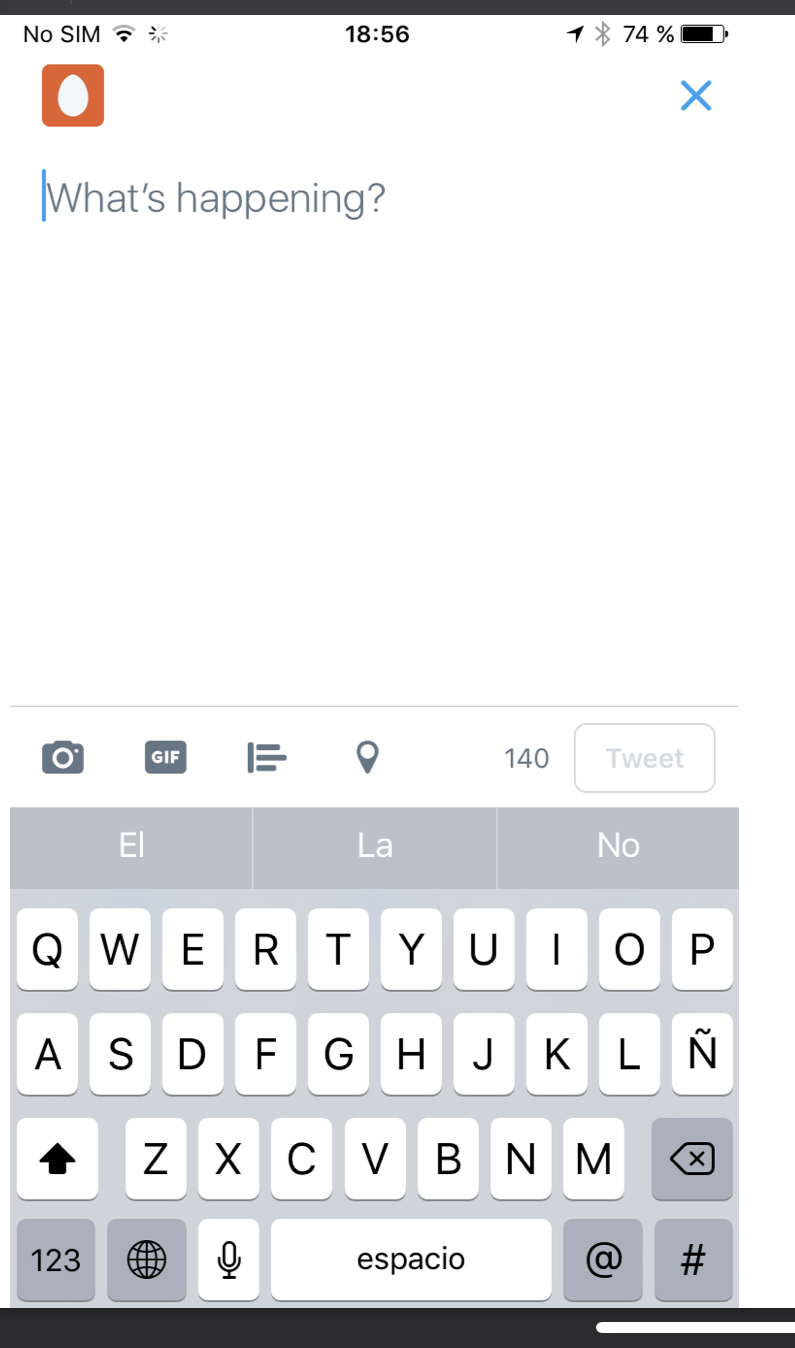 No SIM 18:56 74 %
What's happening?
GIF 140 Tweet
El La No
Q W E R T Y U I O P
A S D F G H J K L Ñ
Z X C V B N M
123 espacio @ #